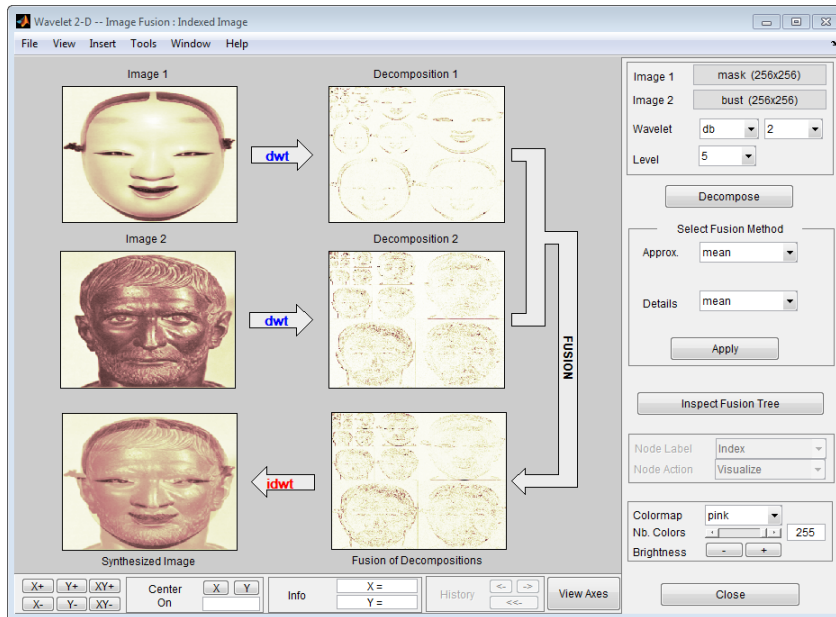 Wavelet 2-D -- Image Fusion : Indexed Image
File View Insert Tools Window Help
Image 1
Decomposition 1
dwt
Image 2
Decomposition 2
dwt
FUSION
idwt
Synthesized Image
Fusion of Decompositions
Image 1 mask (256x256)
Image 2 bust (256x256)
Wavelet db 2
Level 5
Decompose
Select Fusion Method
Approx. mean
Details mean
Apply
Inspect Fusion Tree
Node Label Index
Node Action Visualize
Colormap pink
Nb. Colors 255
Brightness - +
Close
X+ Y+ XY+
X- Y- XY-
Center On X Y
Info X =
Y =
History <- ->
<<-
View Axes